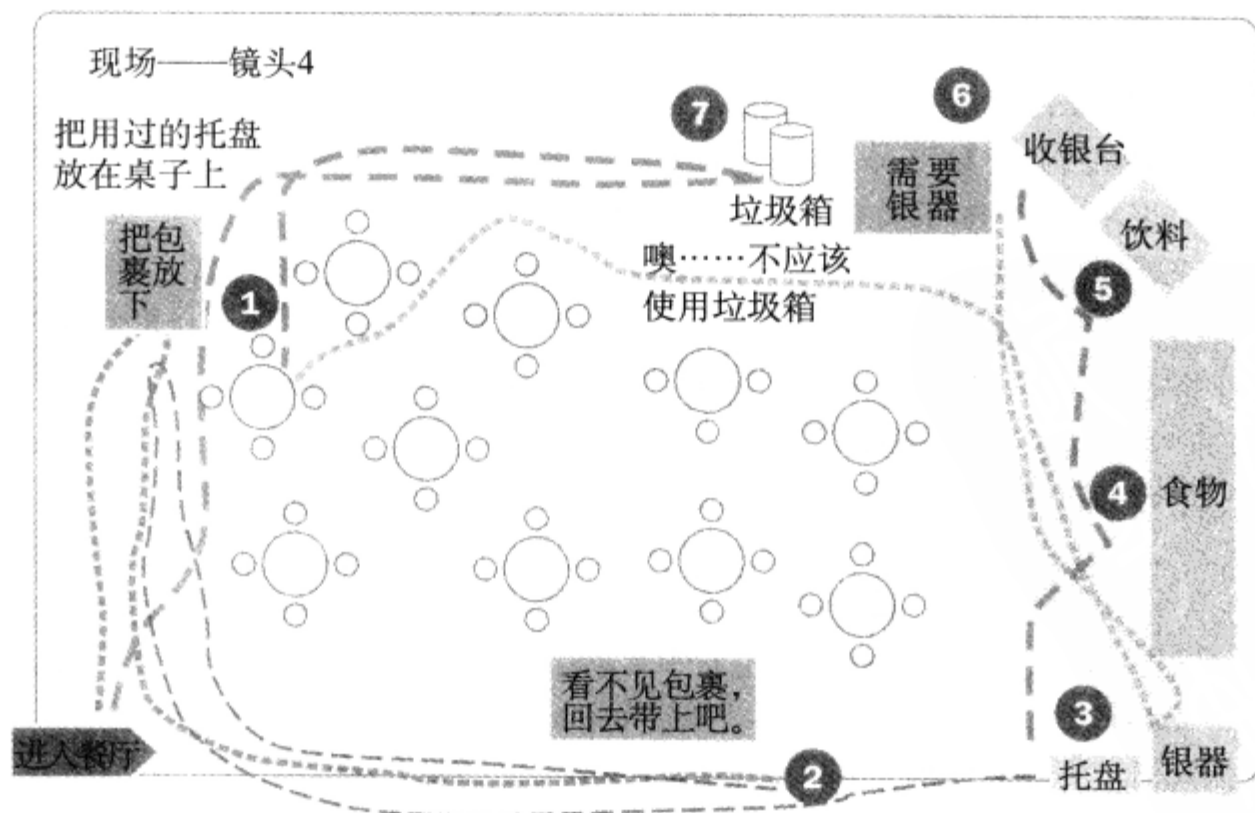 现场——镜头4
把用过的托盘
放在桌子上
把包
裹放
下
1
7
垃圾箱
噢……不应该
使用垃圾箱
6
需要
银器
收银台
饮料
5
4
食物
看不见包裹，
回去带上吧。
进入餐厅
2
3
托盘
银器